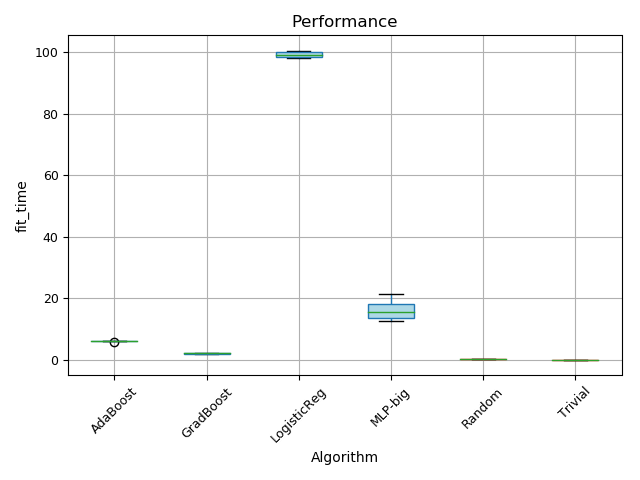 Performance
fit_time
100
80
60
40
20
0
AdaBoost
GradBoost
LogisticReg
MLP-big
Random
Trivial
Algorithm